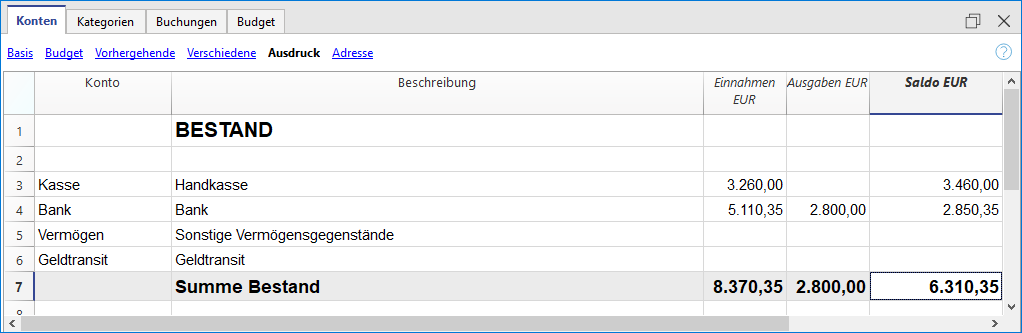 Konten Kategorien Buchungen Budget
Basis Budget Vorhergehende Verschiedene Ausdruck Adresse ?
Konto Beschreibung Einnahmen EUR Ausgaben EUR Saldo EUR
1 BESTAND
2
3 Kasse Handkasse 3.260,00 3.460,00
4 Bank Bank 5.110,35 2.800,00 2.850,35
5 Vermögen Sonstige Vermögensgegenstände
6 Geldtransit Geldtransit
7 Summe Bestand 8.370,35 2.800,00 6.310,35